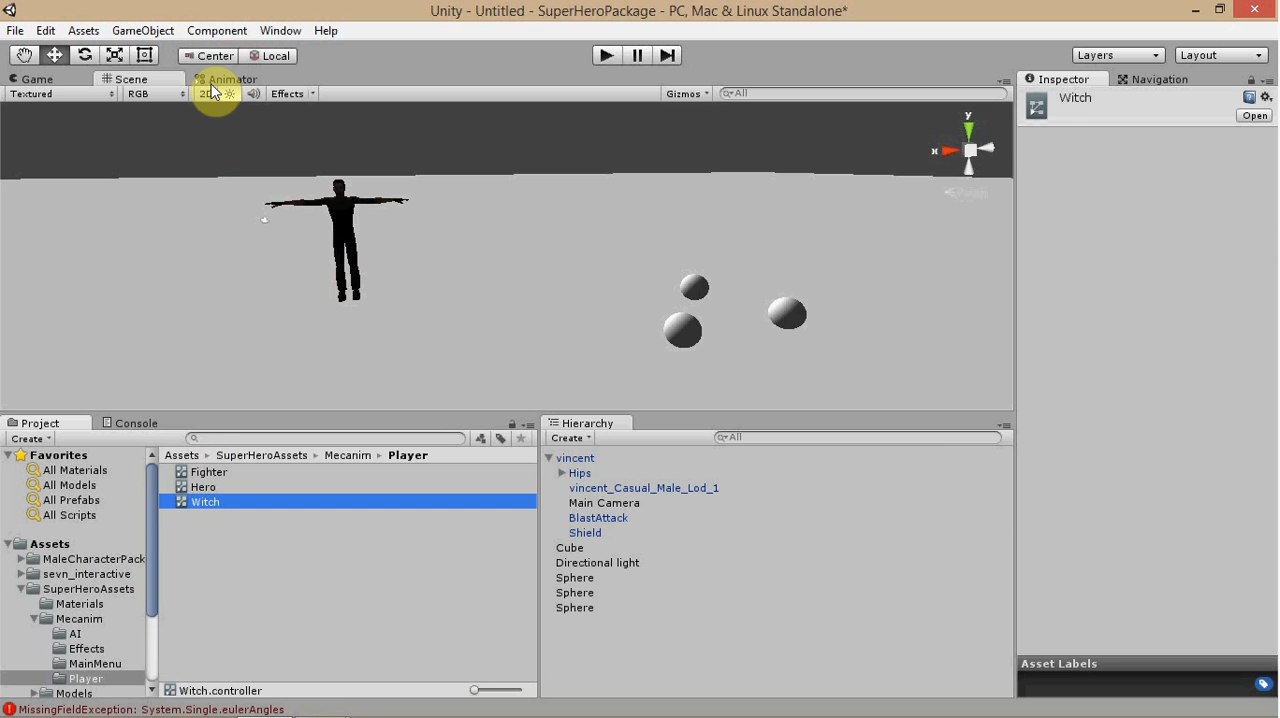 Unity - Untitled - SuperHeroPackage - PC, Mac & Linux Standalone*
File Edit Assets GameObject Component Window Help
Center Local Layers Layout
Game Scene Animator Inspector Navigation
Textured RGB 2D Effects Gizmos All
Witch
Open
y
x
Project Console Hierarchy
Create Create All
Favorites
All Materials
All Models
All Prefabs
All Scripts
Assets
MaleCharacterPack
sevn_interactive
SuperHeroAssets
Materials
Mecanim
AI
Effects
MainMenu
Player
Models
Assets SuperHeroAssets Mecanim Player
Fighter
Hero
Witch
Witch.controller
vincent
Hips
vincent_Casual_Male_Lod_1
Main Camera
BlastAttack
Shield
Cube
Directional light
Sphere
Sphere
Sphere
Asset Labels
MissingFieldException: System.Single.eulerAngles